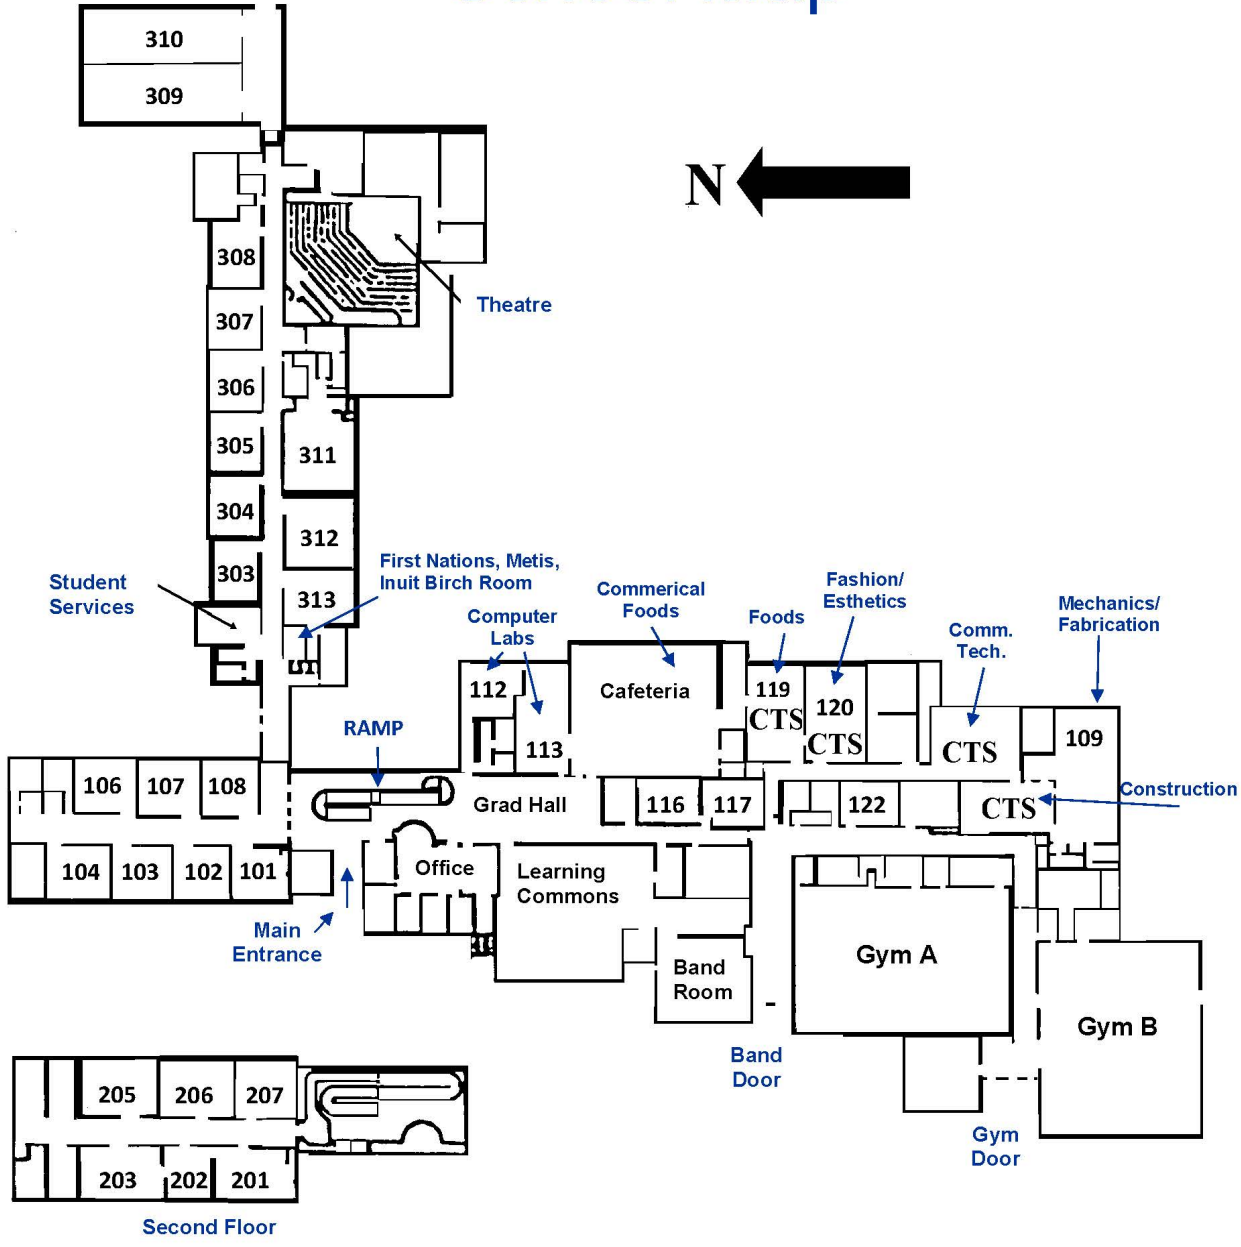 310
309
N
308
Theatre
307
306
305
311
304
312
First Nations, Metis,
Inuit Birch Room
303
313
Student
Services
Computer
Labs
Commerical
Foods
Foods
Fashion/
Esthetics
Comm.
Tech.
Mechanics/
Fabrication
112
113
Cafeteria
119
CTS
120
CTS
CTS
109
RAMP
106
107
108
Grad Hall
116
117
122
CTS
Construction
104
103
102
101
Office
Learning
Commons
Main
Entrance
Band
Room
Gym A
Gym B
Band
Door
Gym
Door
205
206
207
203
202
201
Second Floor